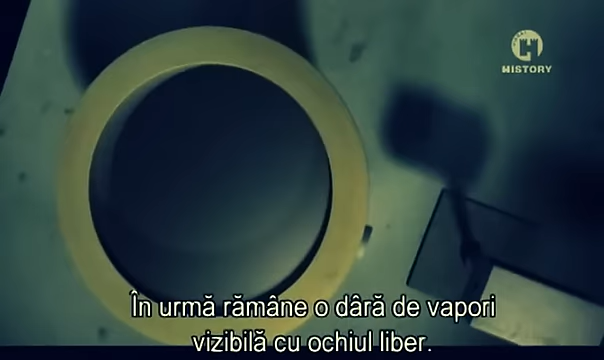 HISTORY
În urmă rămâne o dâră de vapori
vizibilă cu ochiul liber.